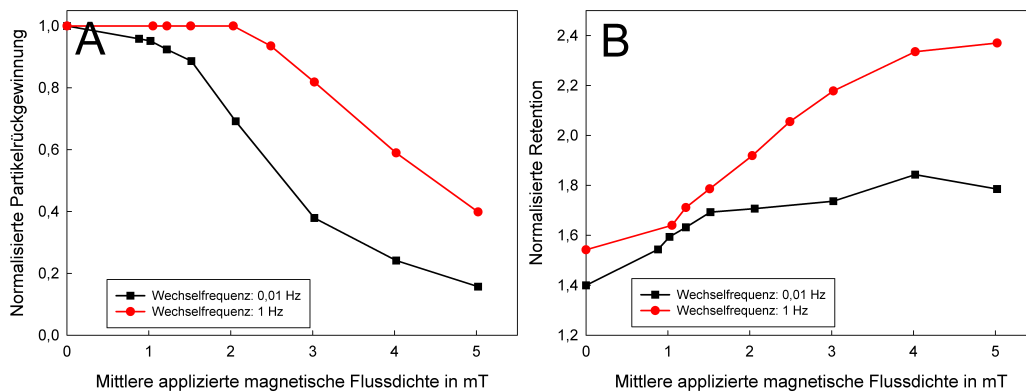 A
Normalisierte Partikelrückgewinnung
1,0
0,8
0,6
0,4
0,2
0,0
Wechselfrequenz: 0,01 Hz
Wechselfrequenz: 1 Hz
0 1 2 3 4 5
Mittlere applizierte magnetische Flussdichte in mT
B
Normalisierte Retention
2,4
2,2
2,0
1,8
1,6
1,4
1,2
Wechselfrequenz: 0,01 Hz
Wechselfrequenz: 1 Hz
0 1 2 3 4 5
Mittlere applizierte magnetische Flussdichte in mT